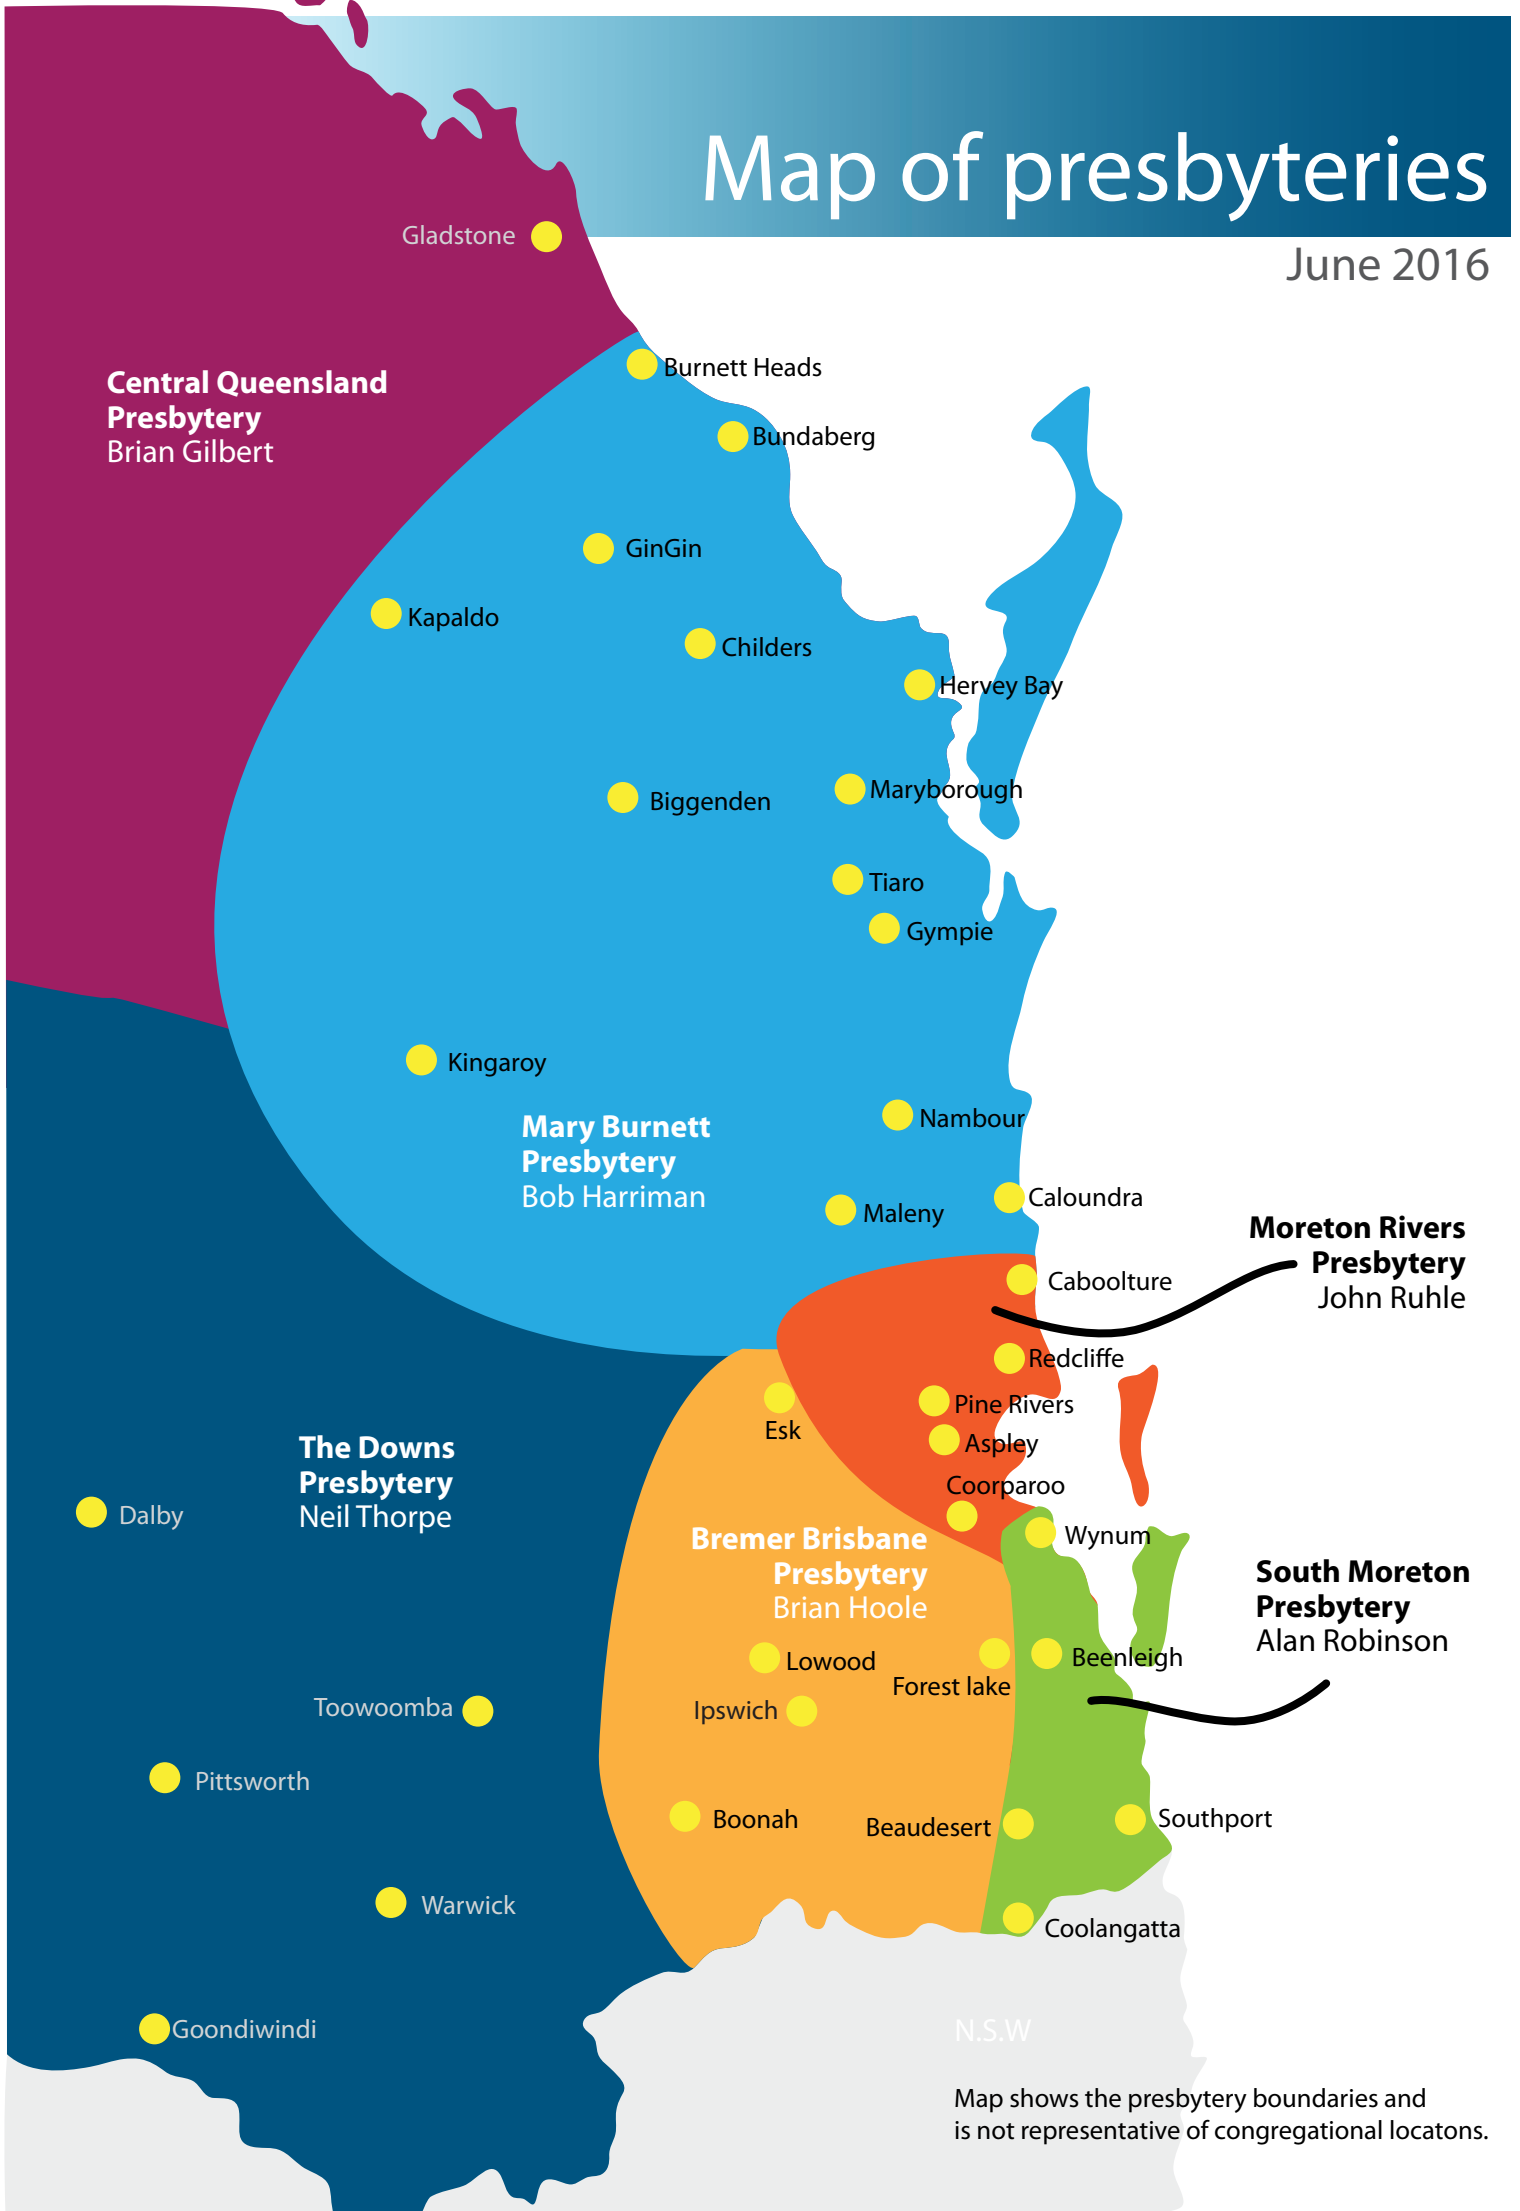 Map of presbyteries
June 2016
Gladstone
Central Queensland
Presbytery
Brian Gilbert
Burnett Heads
Bundaberg
GinGin
Kapaldo
Childers
Hervey Bay
Biggenden
Maryborough
Tiaro
Gympie
Kingaroy
Mary Burnett
Presbytery
Bob Harriman
Nambour
Maleny
Caloundra
Moreton Rivers
Presbytery
John Ruhle
Caboolture
Redcliffe
Pine Rivers
Aspley
Coorparoo
Esk
The Downs
Presbytery
Neil Thorpe
Dalby
Bremer Brisbane
Presbytery
Brian Hoole
Wynum
South Moreton
Presbytery
Alan Robinson
Lowood
Forest lake
Beenleigh
Ipswich
Toowoomba
Pittsworth
Boonah
Beaudesert
Southport
Warwick
Coolangatta
Goondiwindi
N.S.W
Map shows the presbytery boundaries and
is not representative of congregational locatons.